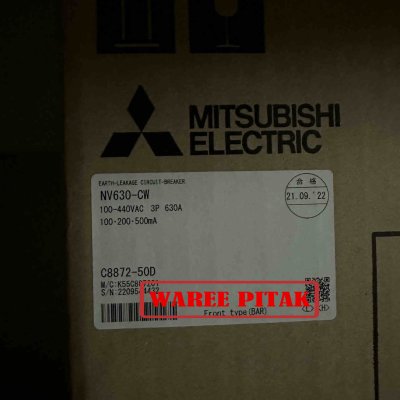 MITSUBISHI
ELECTRIC
EARTH-LEAKAGE CIRCUIT-BREAKER
NV630-CW
100-440VAC 3P 630A
100·200·500mA
合格
21.09.'22
C8872-50D
WAREE PITAK
Front type(BAR)